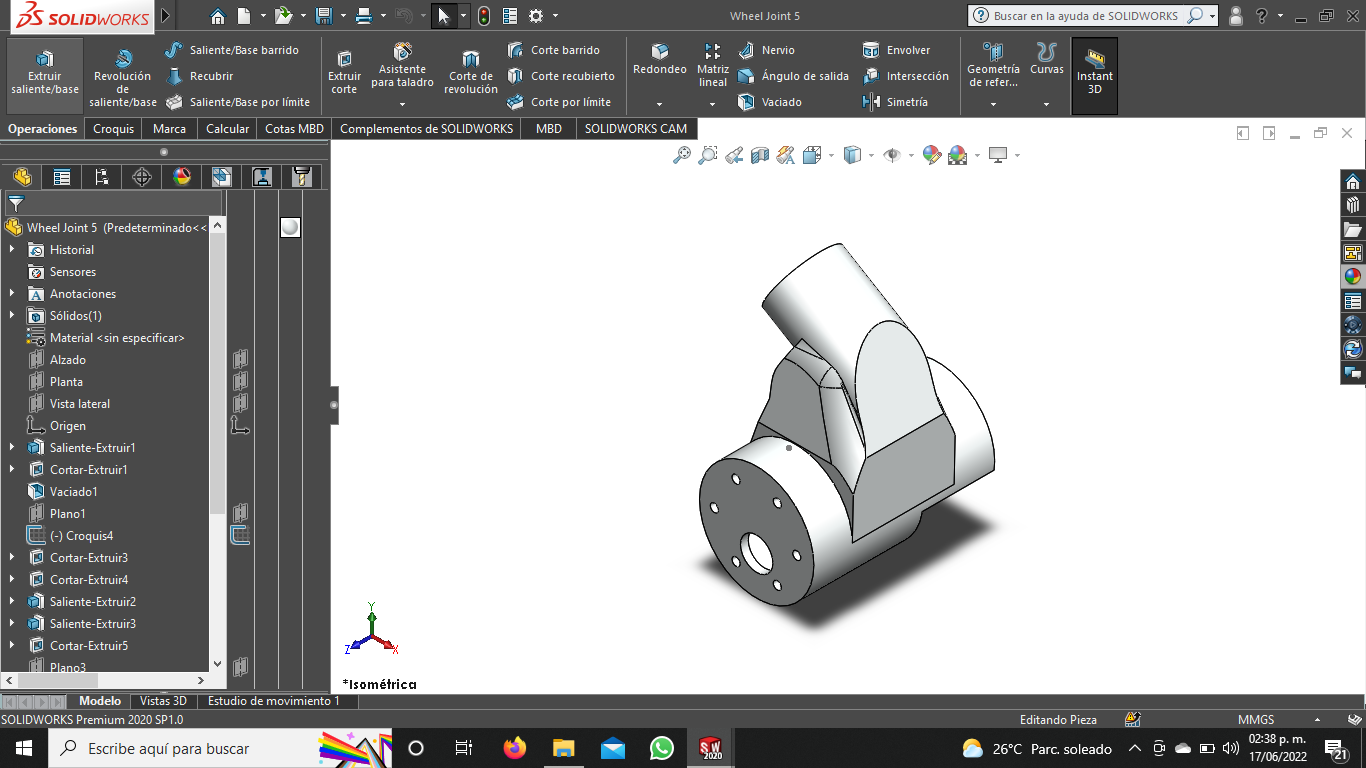 SOLIDWORKS
Wheel Joint 5
Buscar en la ayuda de SOLIDWORKS
Extruir saliente/base
Revolución de saliente/base
Saliente/Base barrido
Recubrir
Saliente/Base por límite
Extruir corte
Asistente para taladro
Corte de revolución
Corte barrido
Corte recubierto
Corte por límite
Redondeo
Matriz lineal
Nervio
Ángulo de salida
Vaciado
Envolver
Intersección
Simetría
Geometría de refer...
Curvas
Instant 3D
Operaciones
Croquis
Marca
Calcular
Cotas MBD
Complementos de SOLIDWORKS
MBD
SOLIDWORKS CAM
Wheel Joint 5 (Predeterminado<<
Historial
Sensores
Anotaciones
Sólidos(1)
Material <sin especificar>
Alzado
Planta
Vista lateral
Origen
Saliente-Extruir1
Cortar-Extruir1
Vaciado1
Plano1
(-) Croquis4
Cortar-Extruir3
Cortar-Extruir4
Saliente-Extruir2
Saliente-Extruir3
Cortar-Extruir5
Plano3
Y
Z
X
*Isométrica
Modelo
Vistas 3D
Estudio de movimiento 1
SOLIDWORKS Premium 2020 SP1.0
Editando Pieza
MMGS
Escribe aquí para buscar
SW
2020
26°C Parc. soleado
02:38 p. m.
17/06/2022
21